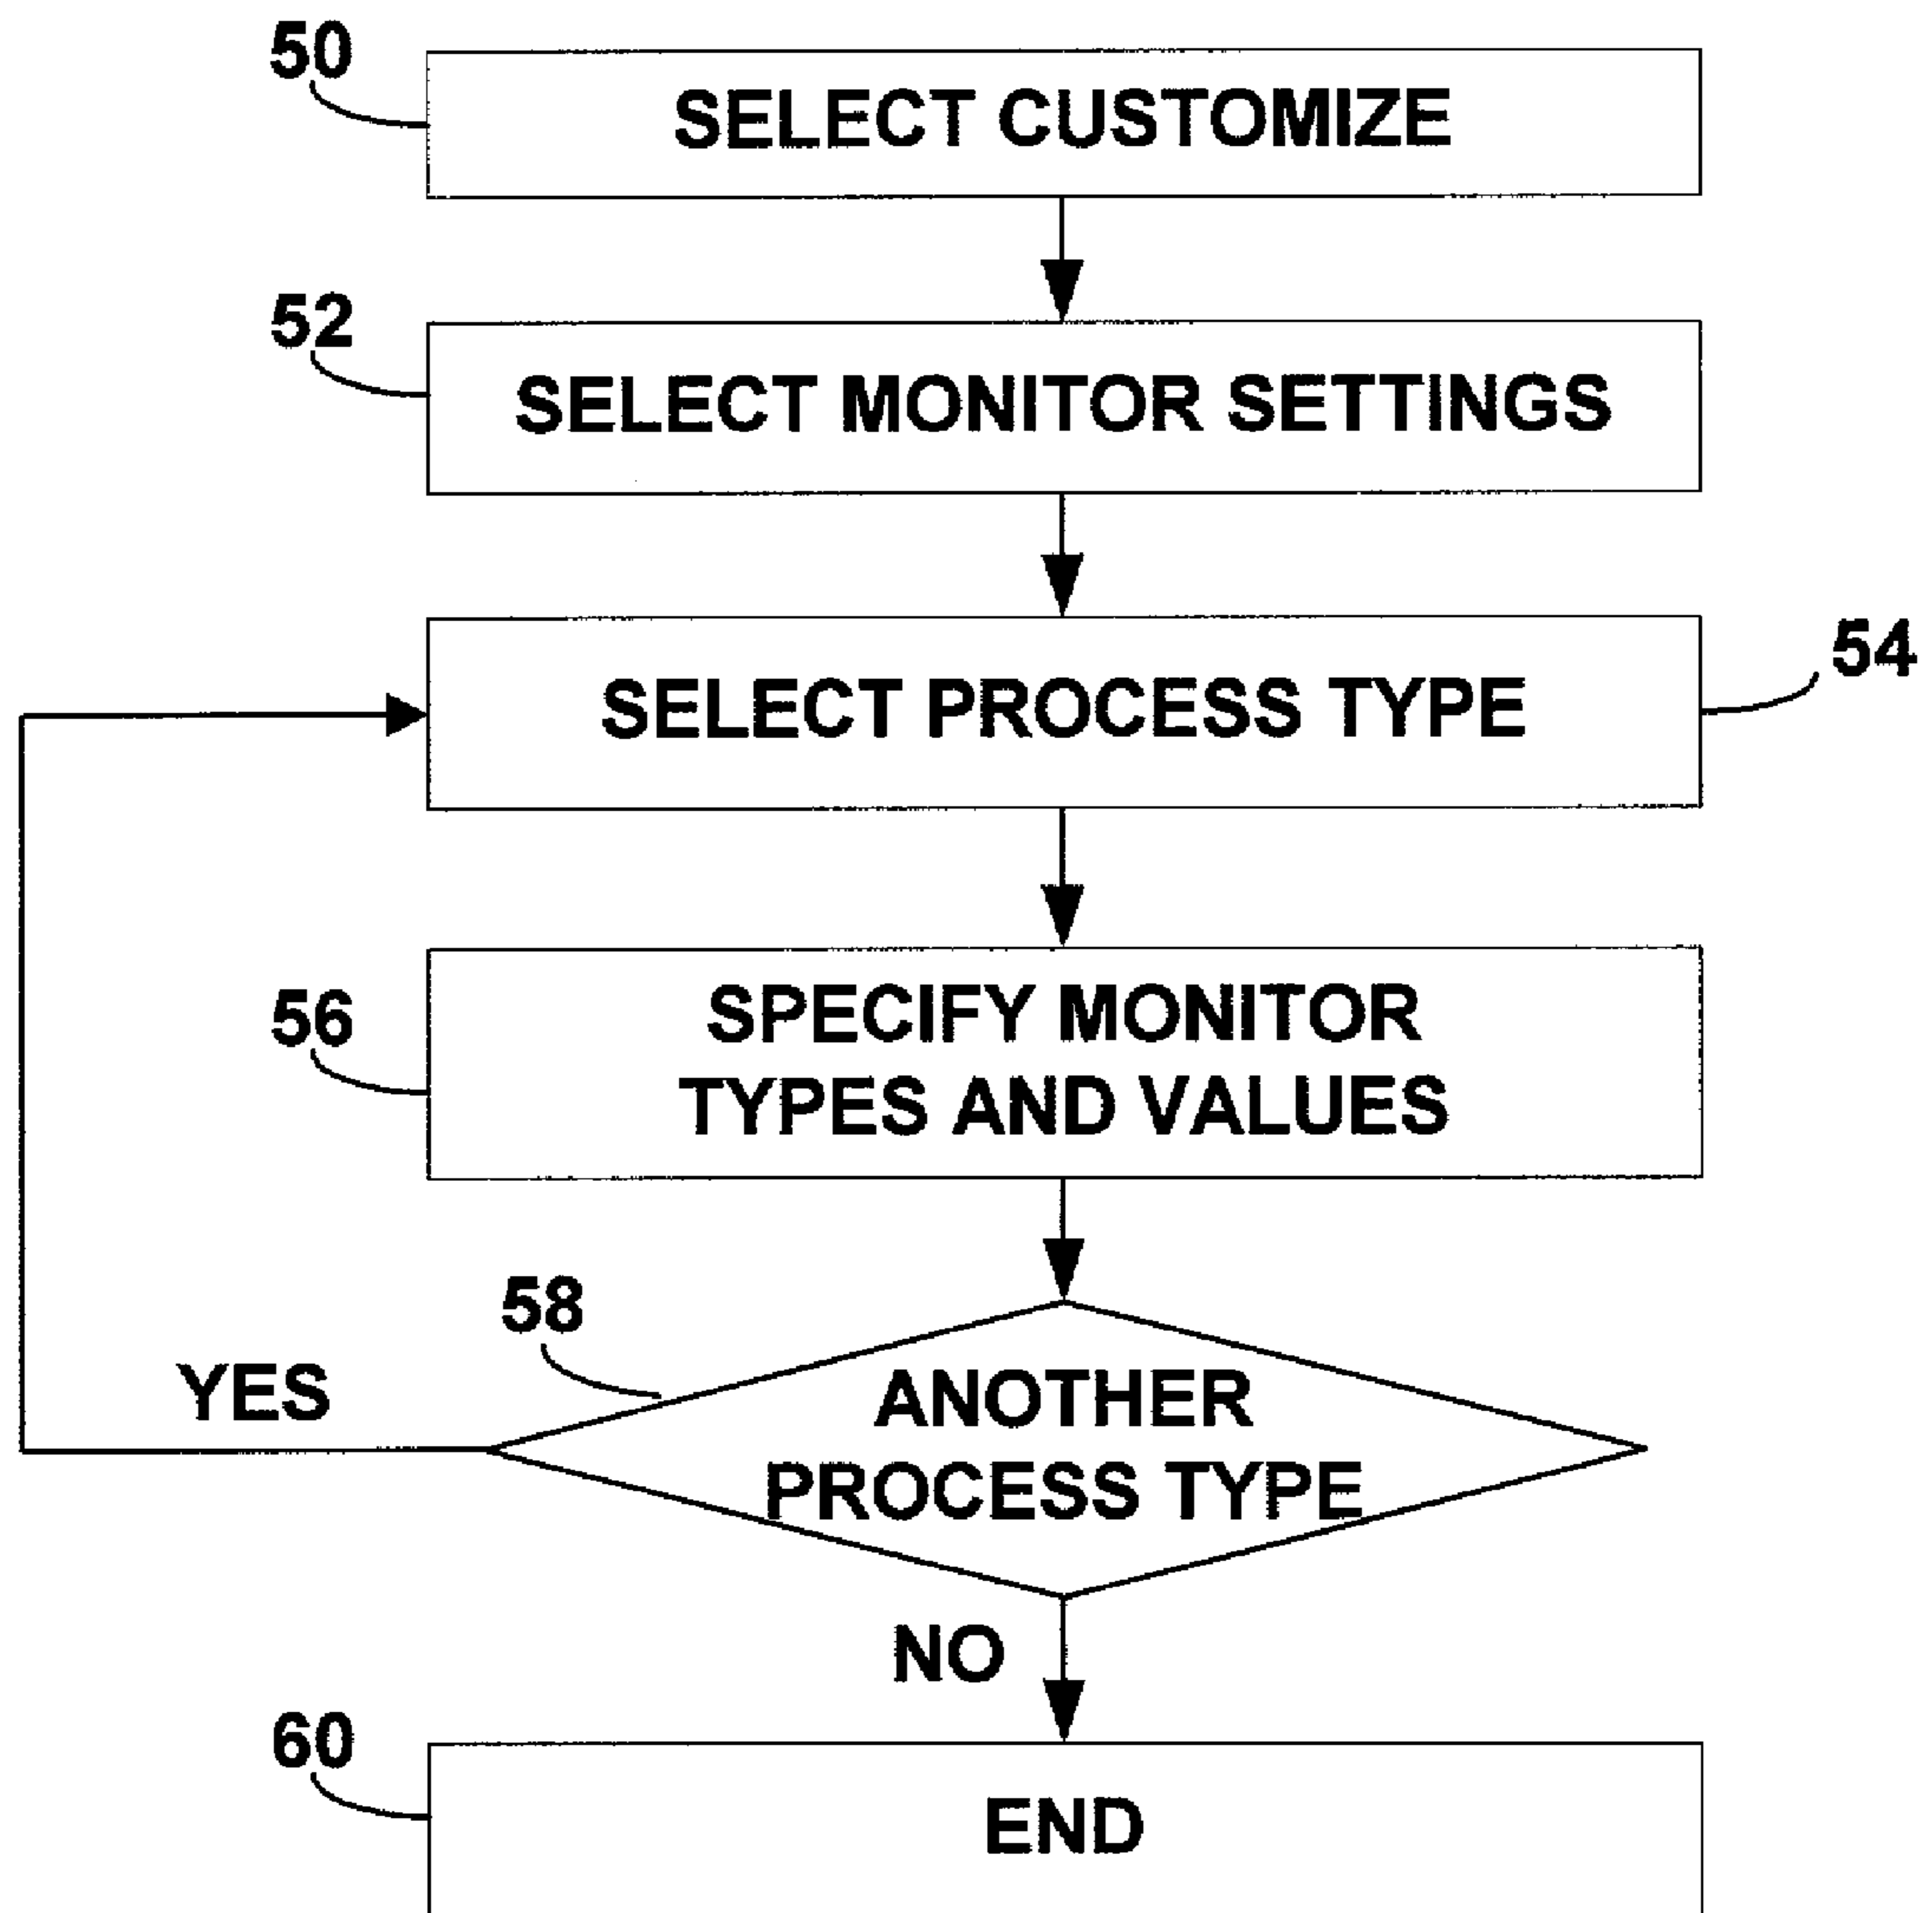 50
SELECT CUSTOMIZE
52
SELECT MONITOR SETTINGS
54
SELECT PROCESS TYPE
56
SPECIFY MONITOR
TYPES AND VALUES
58
YES
ANOTHER
PROCESS TYPE
NO
60
END